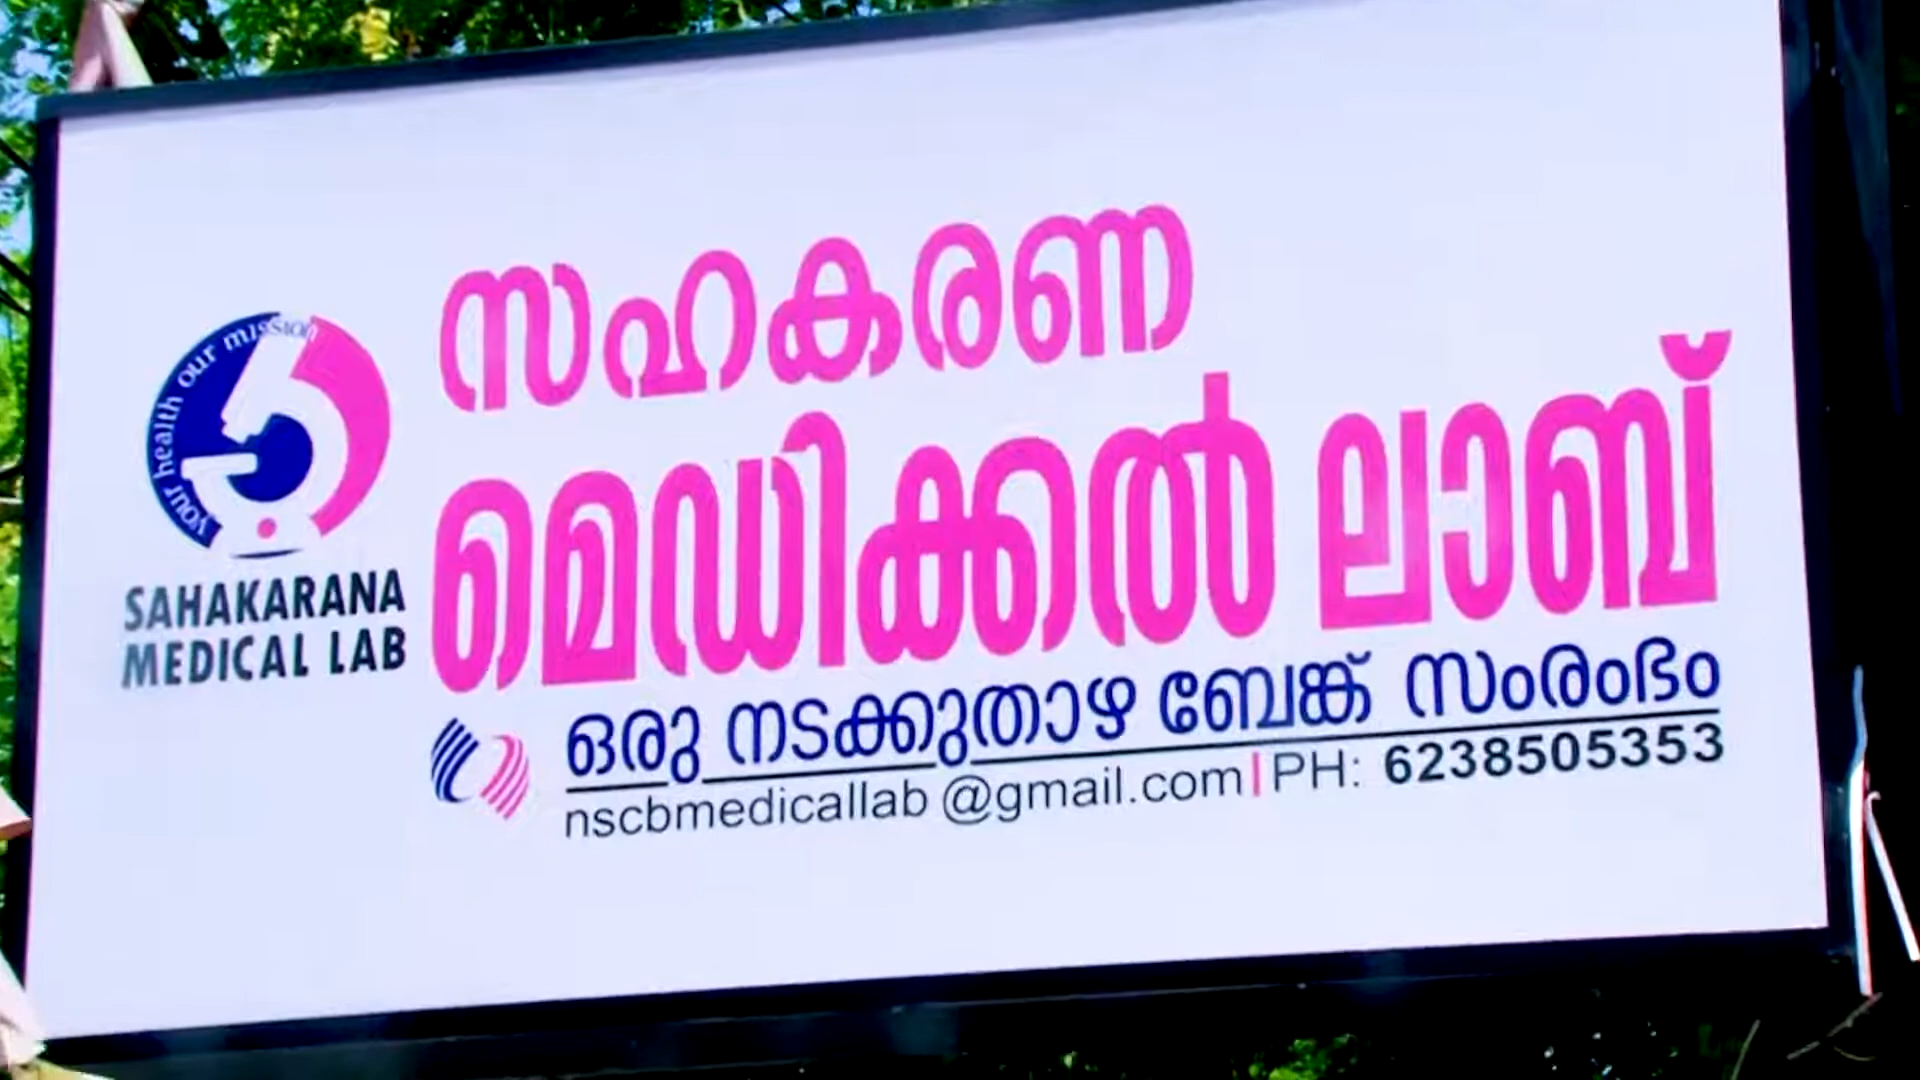 your health our mission
SAHAKARANA
MEDICAL LAB
സഹകരണ
മെഡിക്കൽ ലാബ്
ഒരു നടക്കുതാഴ ബേങ്ക് സംരംഭം
nscbmedicallab @gmail.com|PH: 6238505353